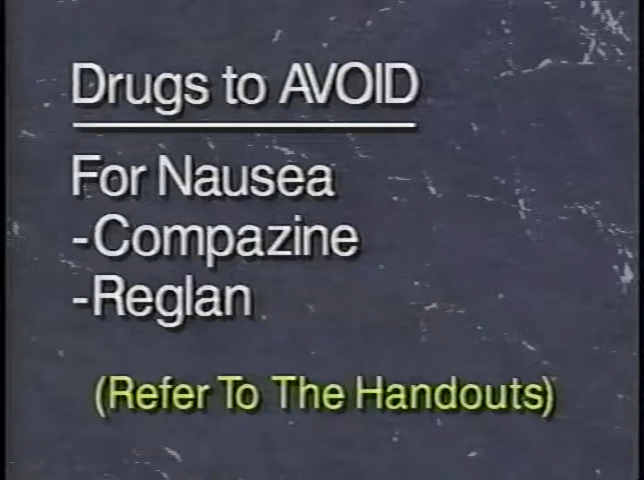 Drugs to AVOID
For Nausea
-Compazine
-Reglan
(Refer To The Handouts)